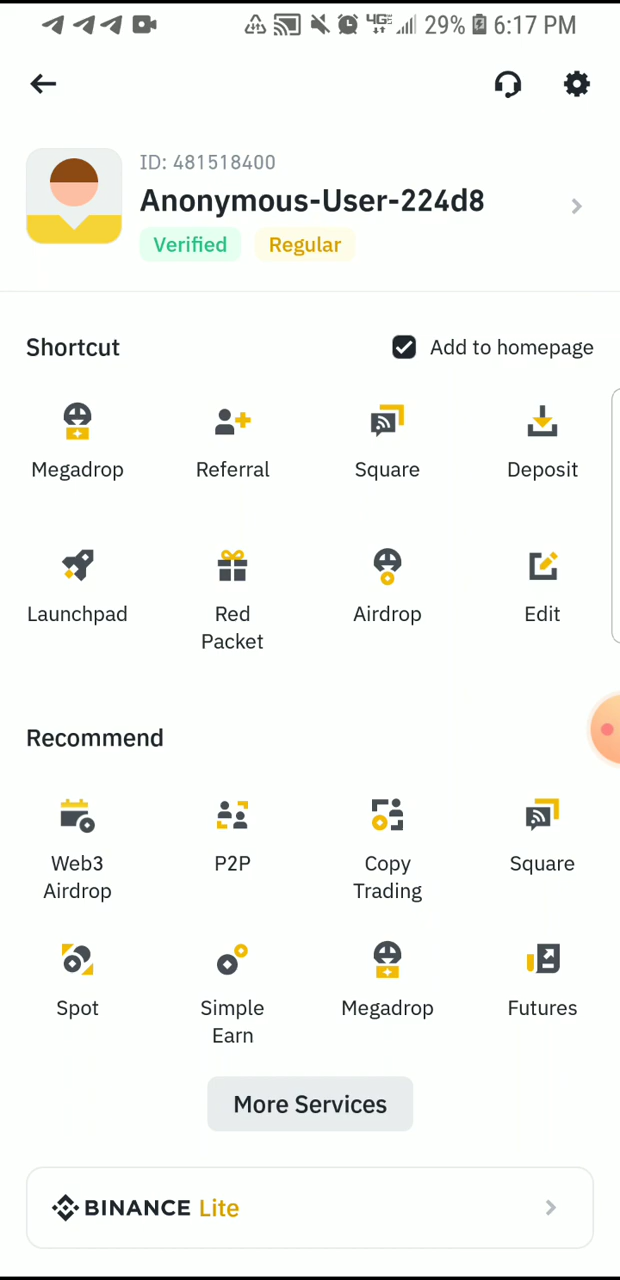 4GE 29% 6:17 PM
ID: 481518400
Anonymous-User-224d8
Verified Regular
Shortcut Add to homepage
Megadrop Referral Square Deposit
Launchpad Red Airdrop Edit
Packet
Recommend
Web3 P2P Copy Square
Airdrop Trading
Spot Simple Megadrop Futures
Earn
More Services
BINANCE Lite